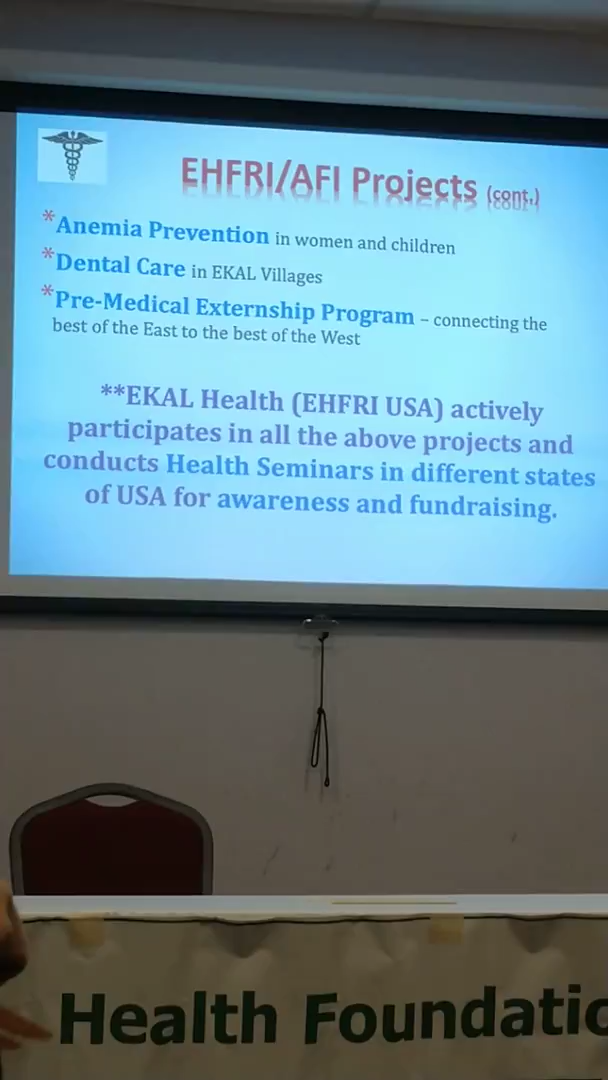 EHFRI/AFI Projects (cont.)
*Anemia Prevention in women and children
*Dental Care in EKAL Villages
*Pre-Medical Externship Program – connecting the
best of the East to the best of the West
**EKAL Health (EHFRI USA) actively
participates in all the above projects and
conducts Health Seminars in different states
of USA for awareness and fundraising.
Health Foundatio